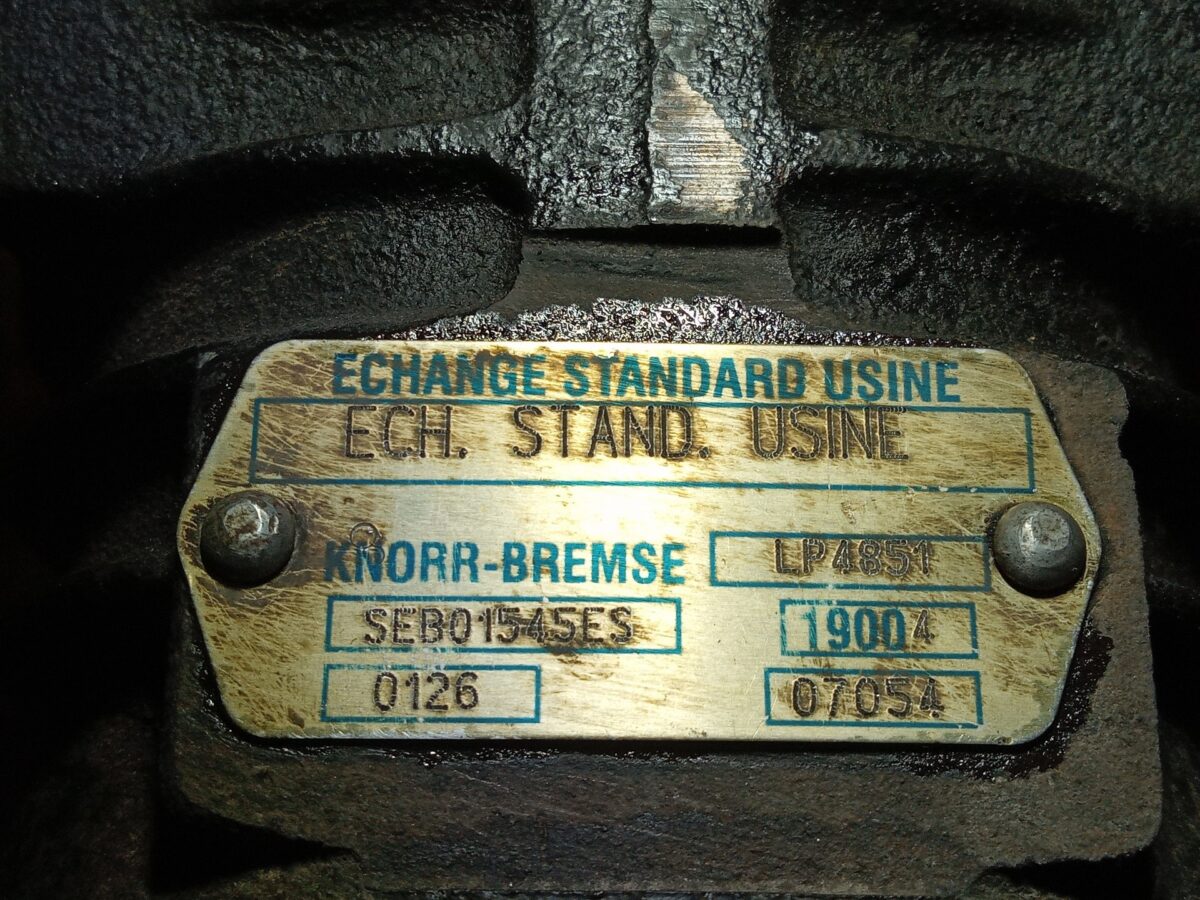 ECHANGE STANDARD USINE
ECH. STAND. USINE
KNORR-BREMSE LP4851
SEB01545ES 19004
0126 07054